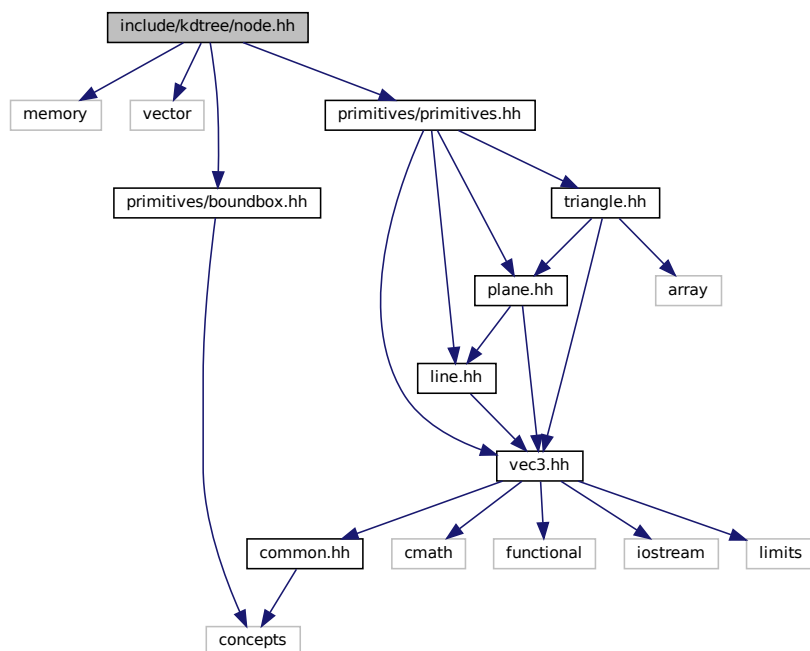 include/kdtree/node.hh
memory
vector
primitives/primitives.hh
primitives/boundbox.hh
triangle.hh
plane.hh
array
line.hh
vec3.hh
common.hh
cmath
functional
iostream
limits
concepts